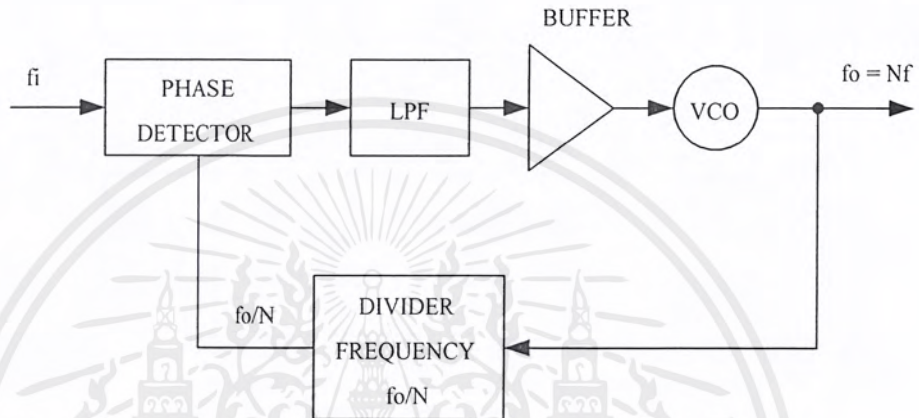 BUFFER
fi
PHASE
DETECTOR
LPF
VCO
fo = Nf
fo/N
DIVIDER
FREQUENCY
fo/N